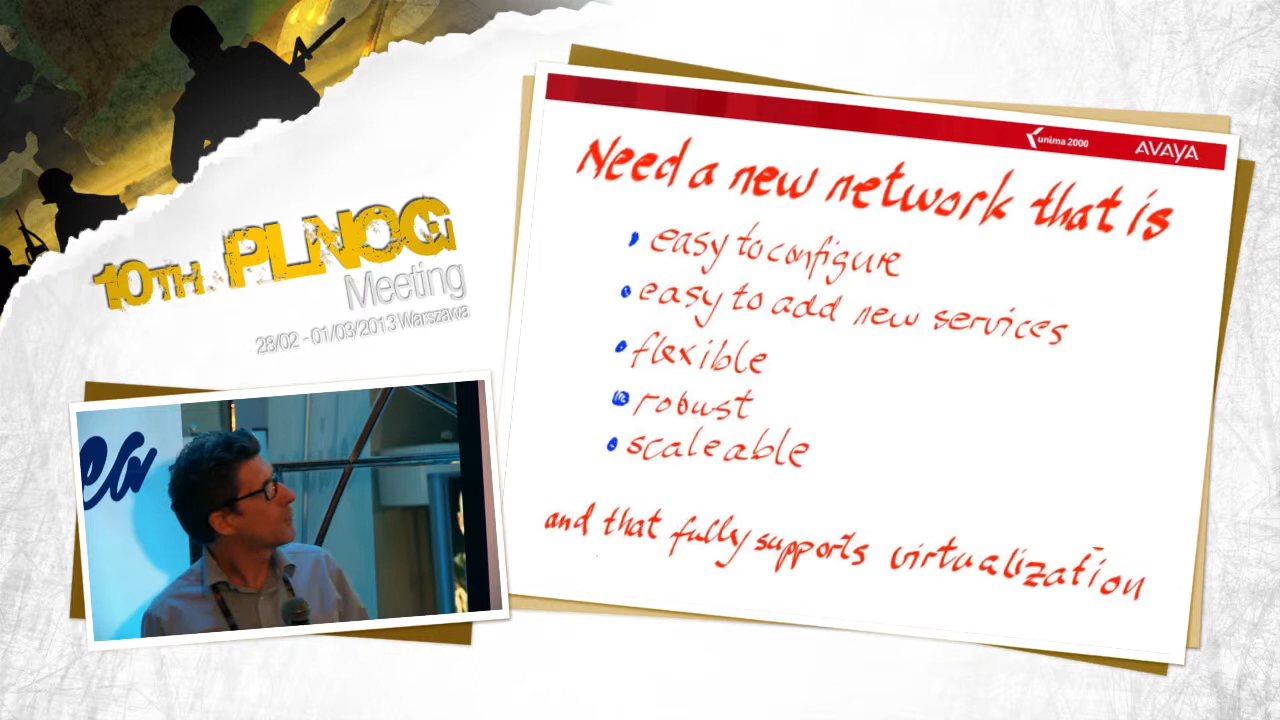 10TH PLNOG
Meeting
28/02 - 01/03/2013 Warszawa
ea
unima 2000
AVAYA
Need a new network that is
• easy to configure
• easy to add new services
• flexible
• robust
• scaleable
and that fully supports virtualization